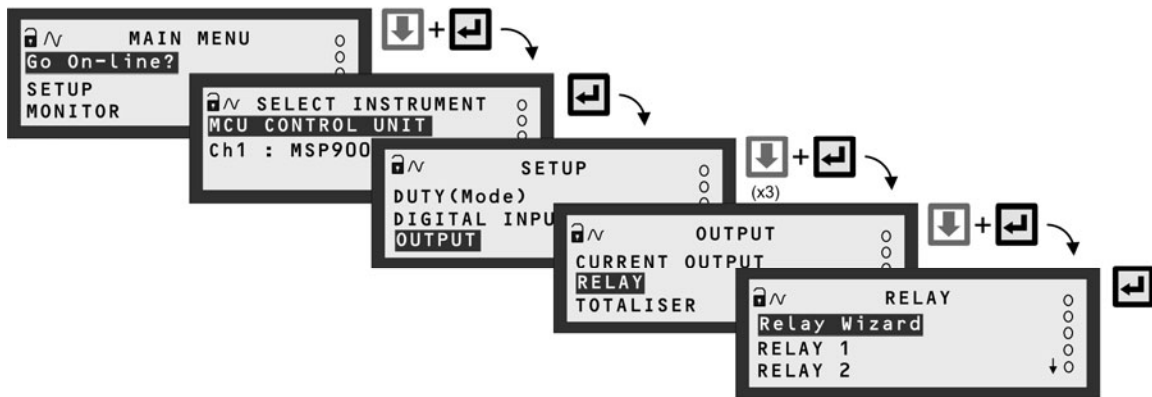 MAIN MENU
Go On-line?
SETUP
MONITOR
+
SELECT INSTRUMENT
MCU CONTROL UNIT
Ch1 : MSP900
SETUP
DUTY(Mode)
DIGITAL INPU
OUTPUT
+
(x3)
OUTPUT
CURRENT OUTPUT
RELAY
TOTALISER
+
RELAY
Relay Wizard
RELAY 1
RELAY 2